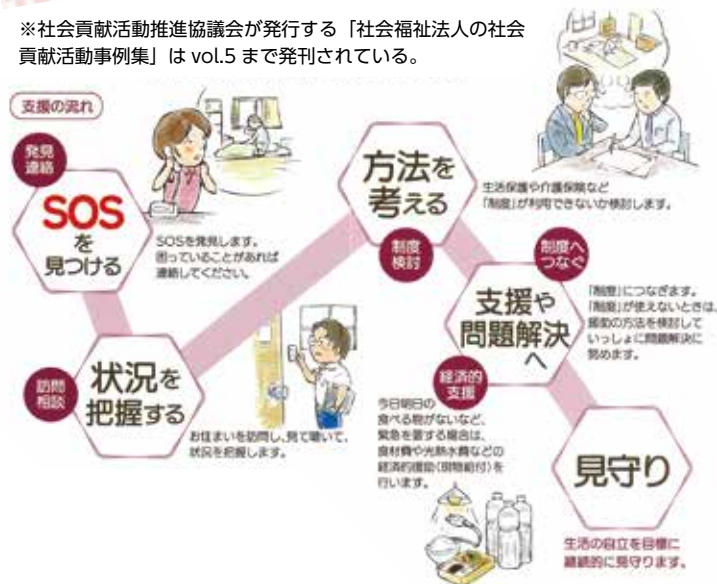 ※社会貢献活動推進協議会が発行する「社会福祉法人の社会
貢献活動事例集」は vol.5 まで発刊されている。
支援の流れ
発見
連絡
SOS
を
見つける
SOSを発見します。
困っていることがあれば
連絡してください。
訪問
相談
状況を
把握する
お住まいを訪問し、見て聴いて、
状況を把握します。
方法を
考える
制度
検討
生活保護や介護保険など
「制度」が利用できないか検討します。
制度へ
つなぐ
支援や
問題解決
へ
「制度」につなぎます。
「制度」が使えないときは、
援助の方法を検討して
いっしょに問題解決に
努めます。
経済的
支援
今日明日の
食べる物がないなど、
緊急を要する場合は、
食材費や光熱水費などの
経済的援助(現物給付)を
行います。
見守り
生活の自立を目標に
継続的に見守ります。